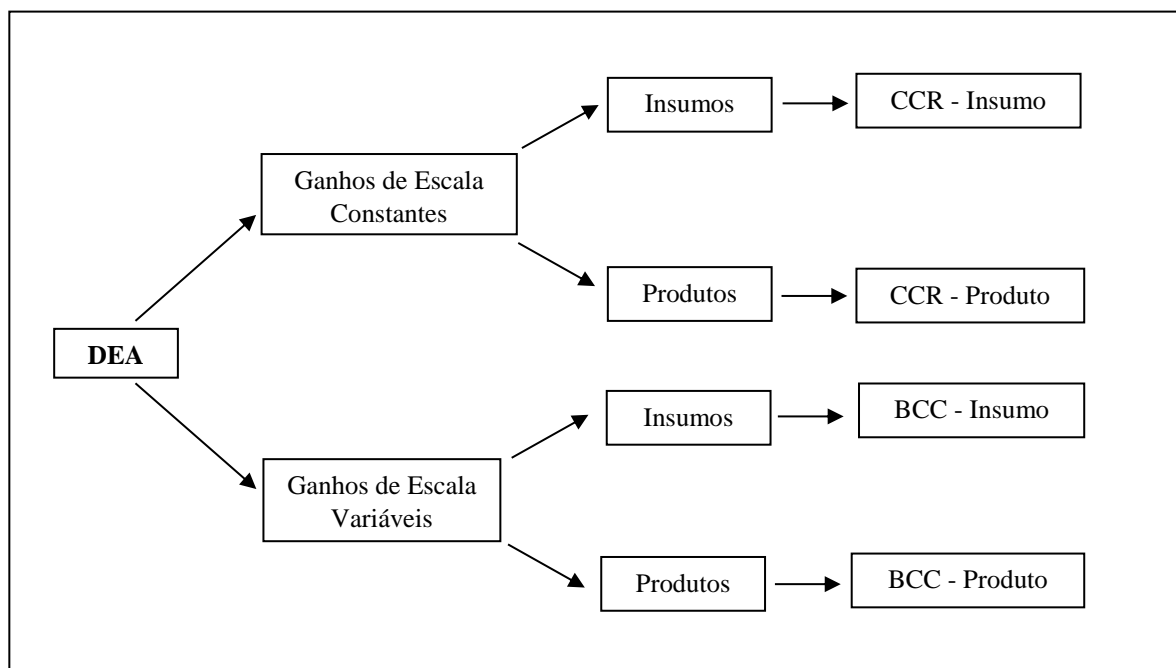 Insumos
CCR - Insumo
Ganhos de Escala
Constantes
Produtos
CCR - Produto
DEA
Insumos
BCC - Insumo
Ganhos de Escala
Variáveis
Produtos
BCC - Produto